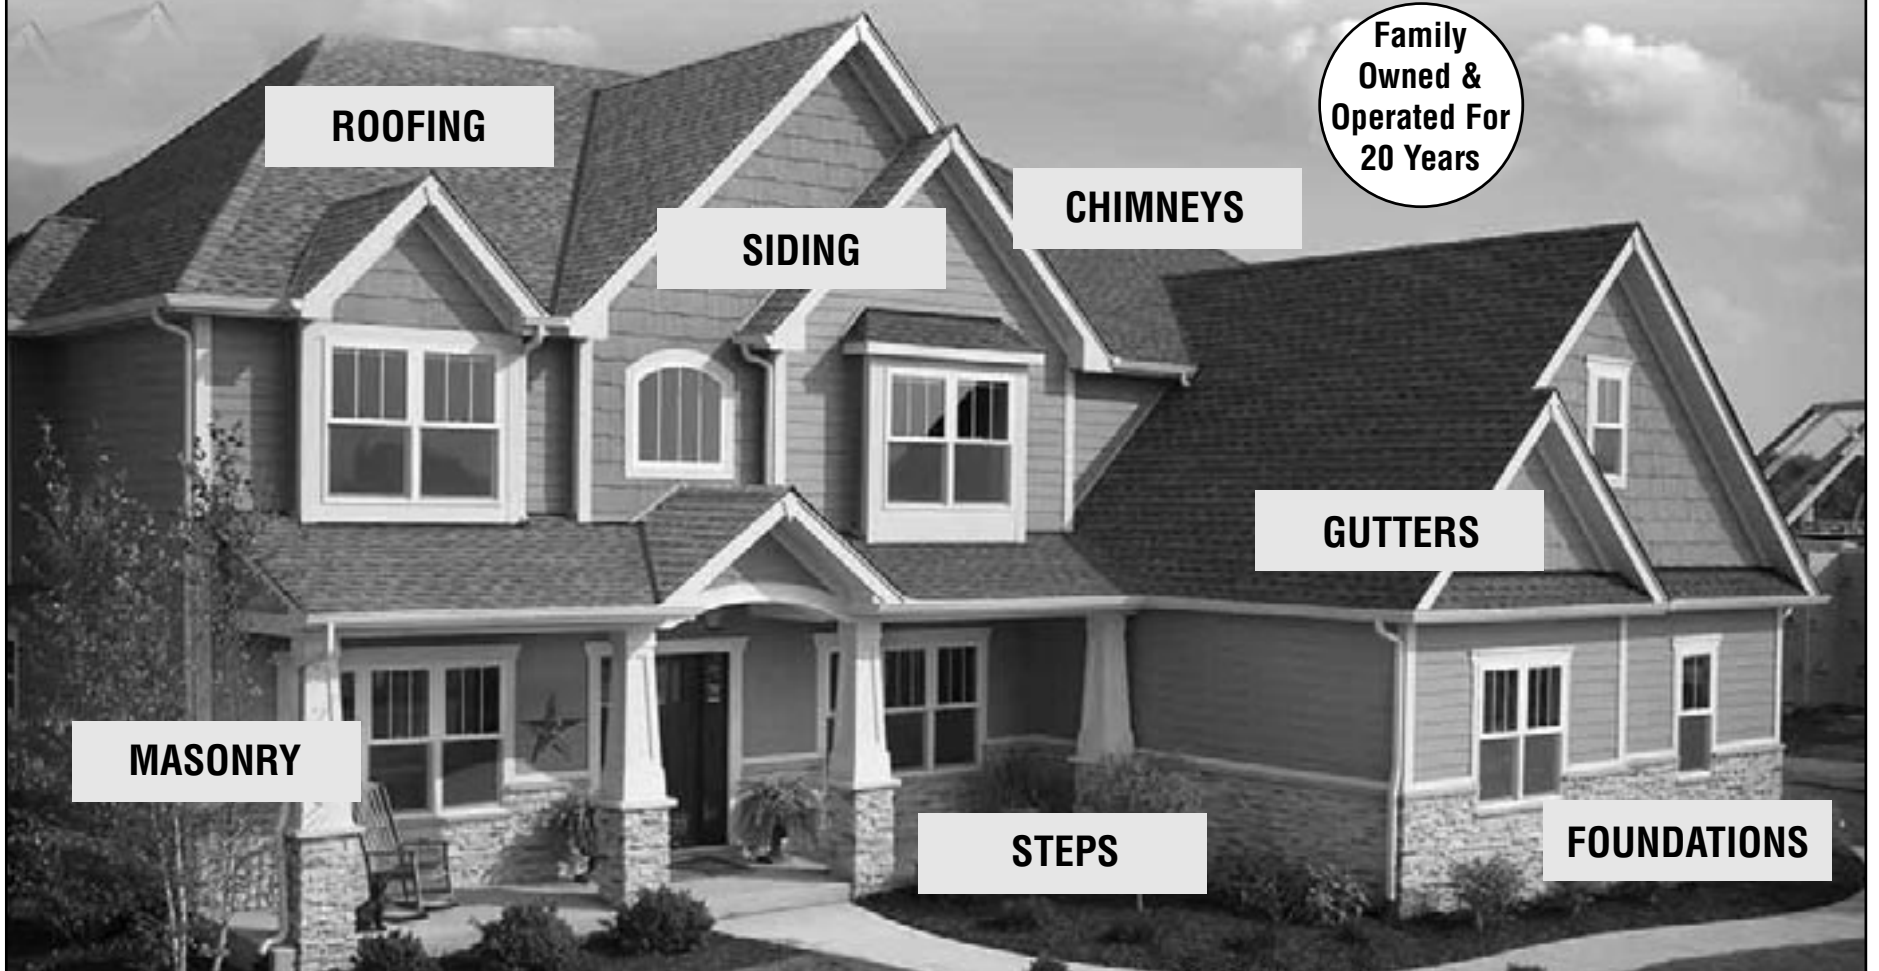 Family
Owned &
Operated For
20 Years
ROOFING
CHIMNEYS
SIDING
GUTTERS
MASONRY
STEPS
FOUNDATIONS